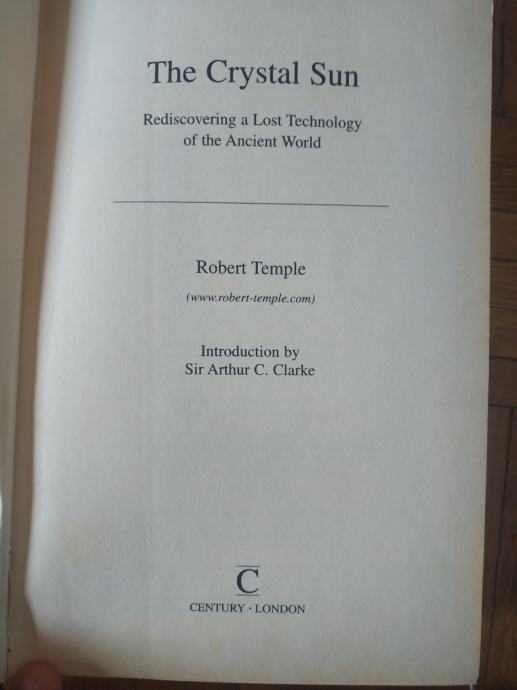 The Crystal Sun
Rediscovering a Lost Technology
of the Ancient World
Robert Temple
(www.robert-temple.com)
Introduction by
Sir Arthur C. Clarke
C
CENTURY · LONDON